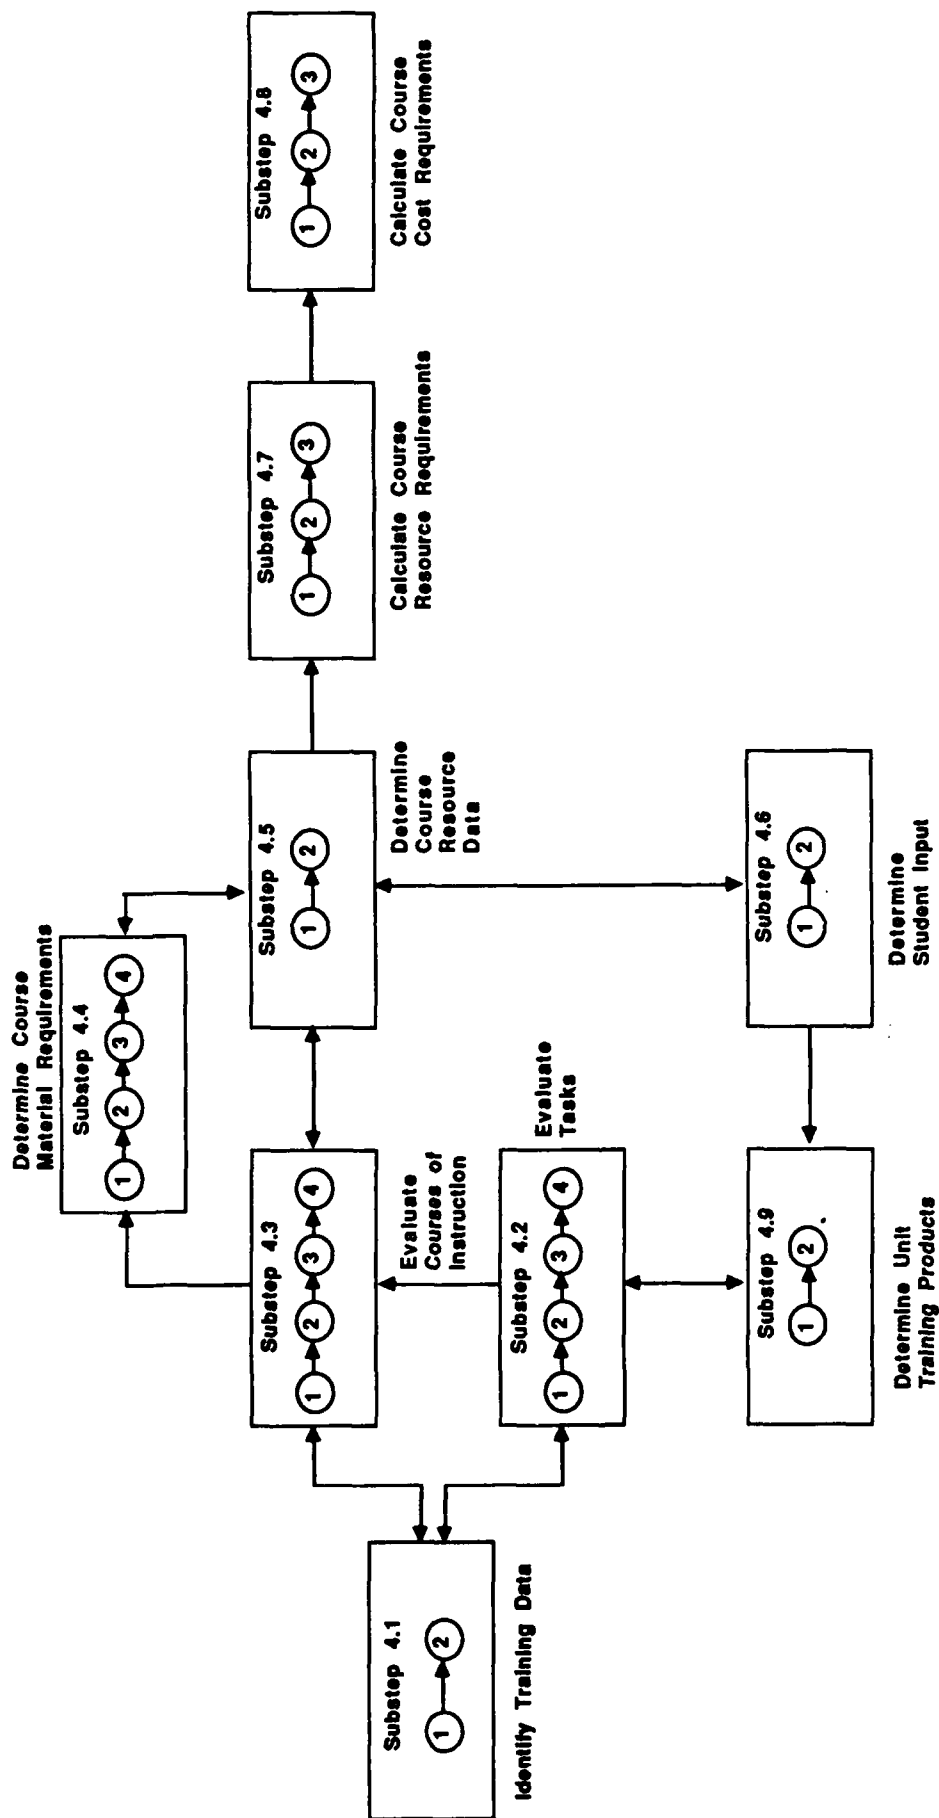 Substep 4.1
1 2
Identify Training Data
Determine Course
Material Requirements
Substep 4.4
1 2 3 4
Substep 4.3
1 2 3 4
Evaluate
Courses of
Instruction
Substep 4.2
1 2 3 4
Evaluate
Tasks
Substep 4.9
1 2
Determine Unit
Training Products
Substep 4.5
1 2
Determine
Course
Resource
Data
Substep 4.6
1 2
Determine
Student Input
Substep 4.7
1 2 3
Calculate Course
Resource Requirements
Substep 4.8
1 2 3
Calculate Course
Cost Requirements